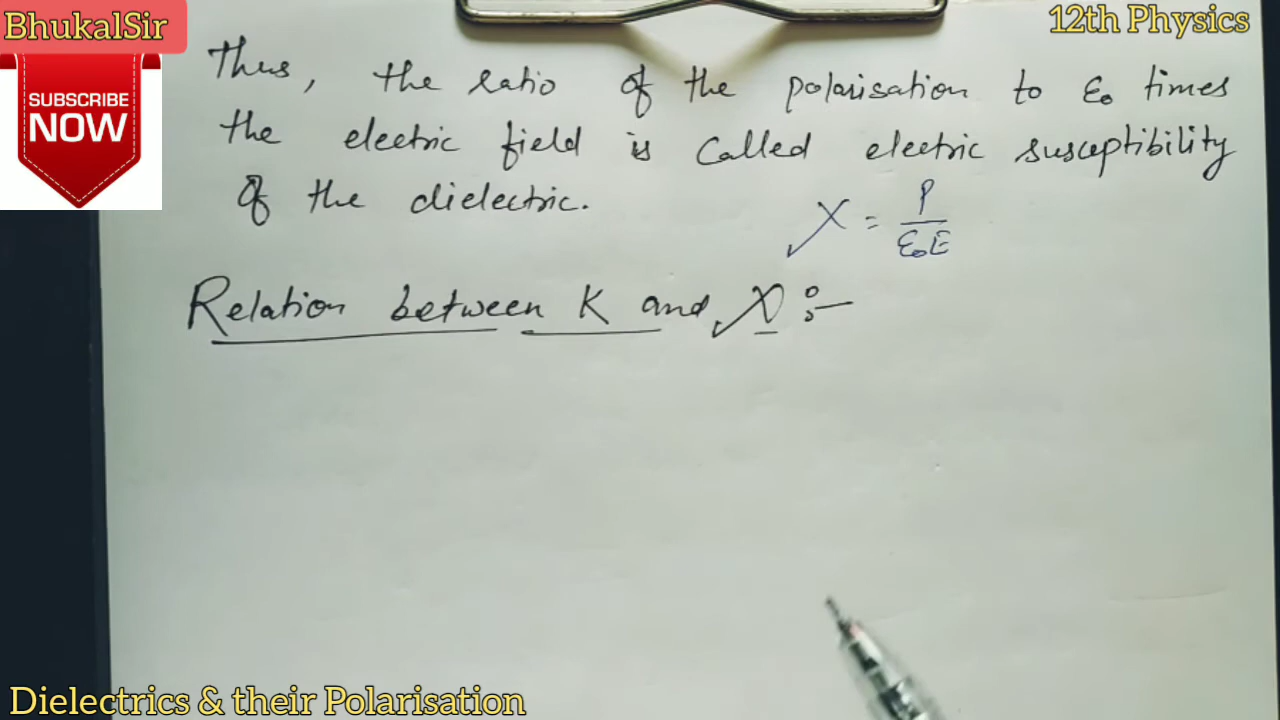 BhukalSir
12th Physics
SUBSCRIBE
NOW
Thus, the ratio of the polarisation to ε₀ times
the electric field is called electric susceptibility
of the dielectric.
χ = P/ε₀E
Relation between K and χ :-
Dielectrics & their Polarisation